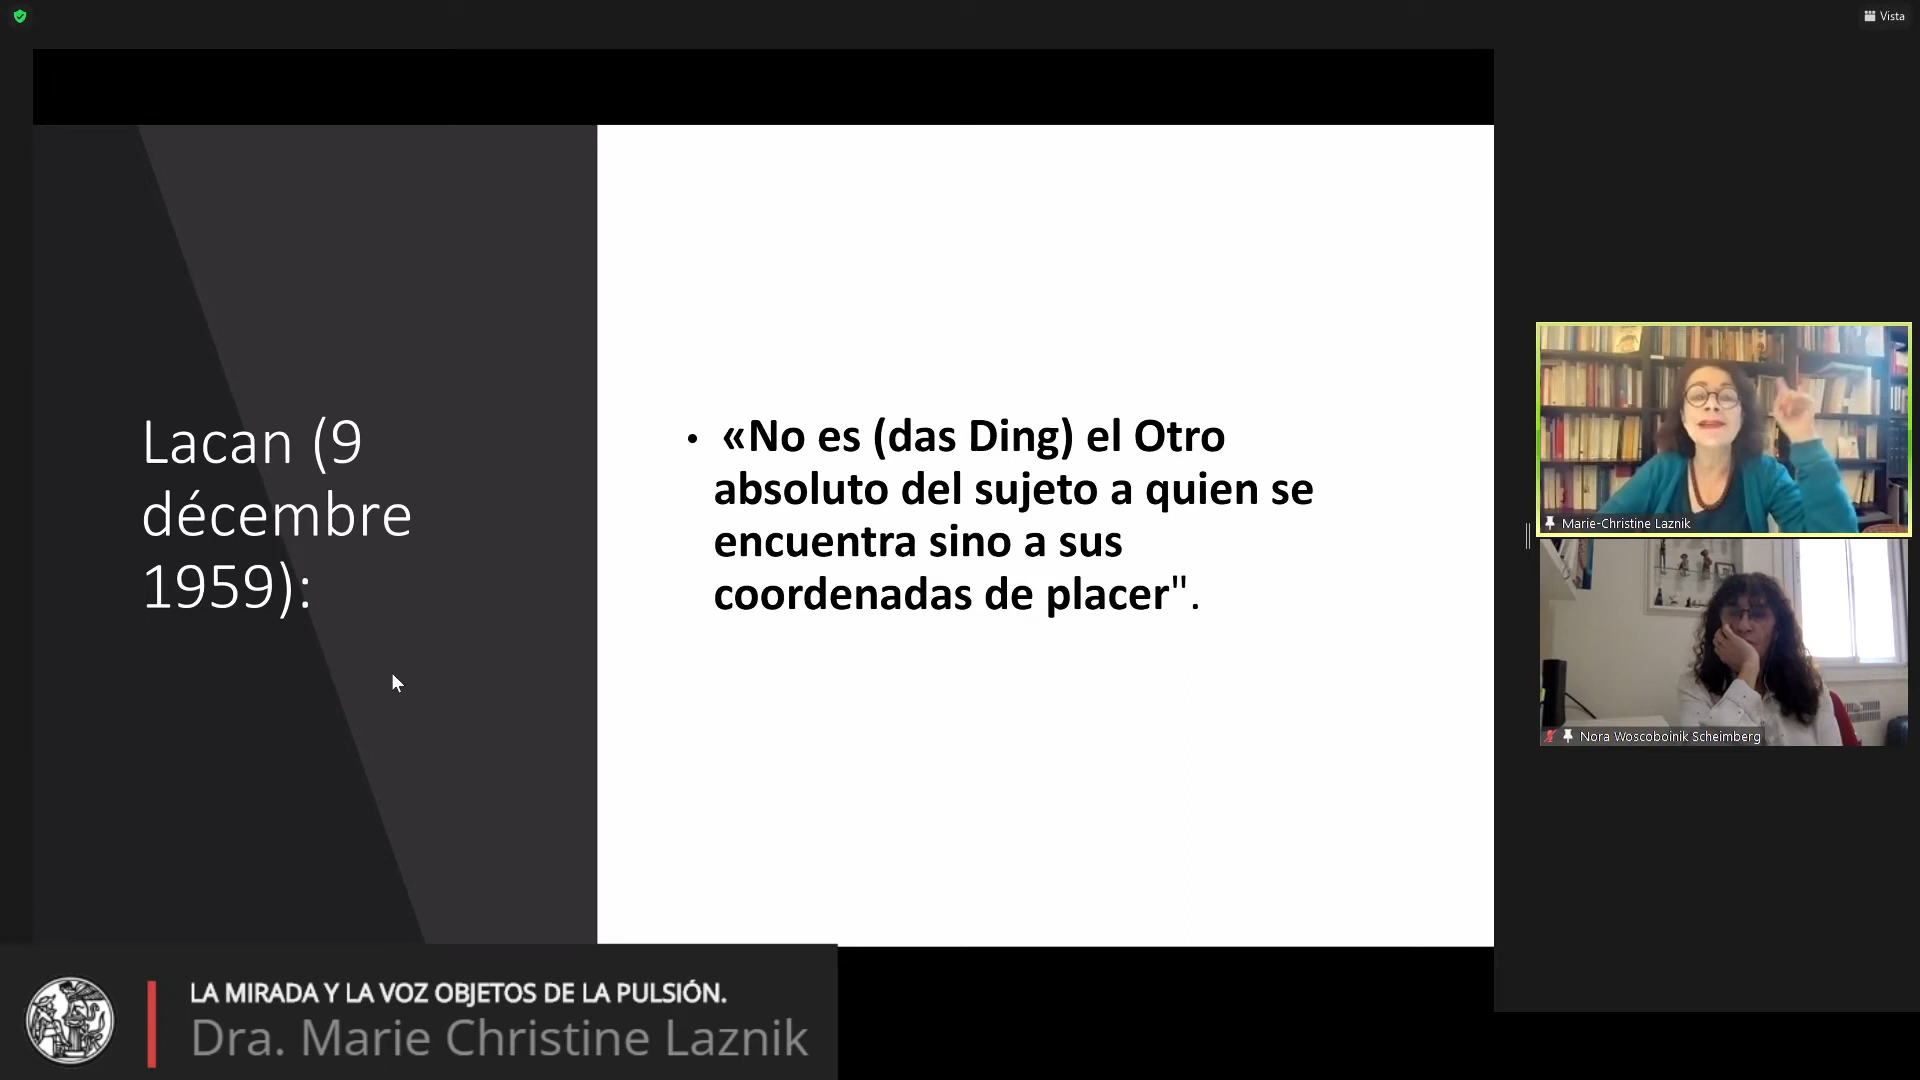 Vista
Lacan (9
décembre
1959):
• «No es (das Ding) el Otro
absoluto del sujeto a quien se
encuentra sino a sus
coordenadas de placer".
Marie-Christine Laznik
Nora Woscoboinik Scheimberg
LA MIRADA Y LA VOZ OBJETOS DE LA PULSIÓN.
Dra. Marie Christine Laznik